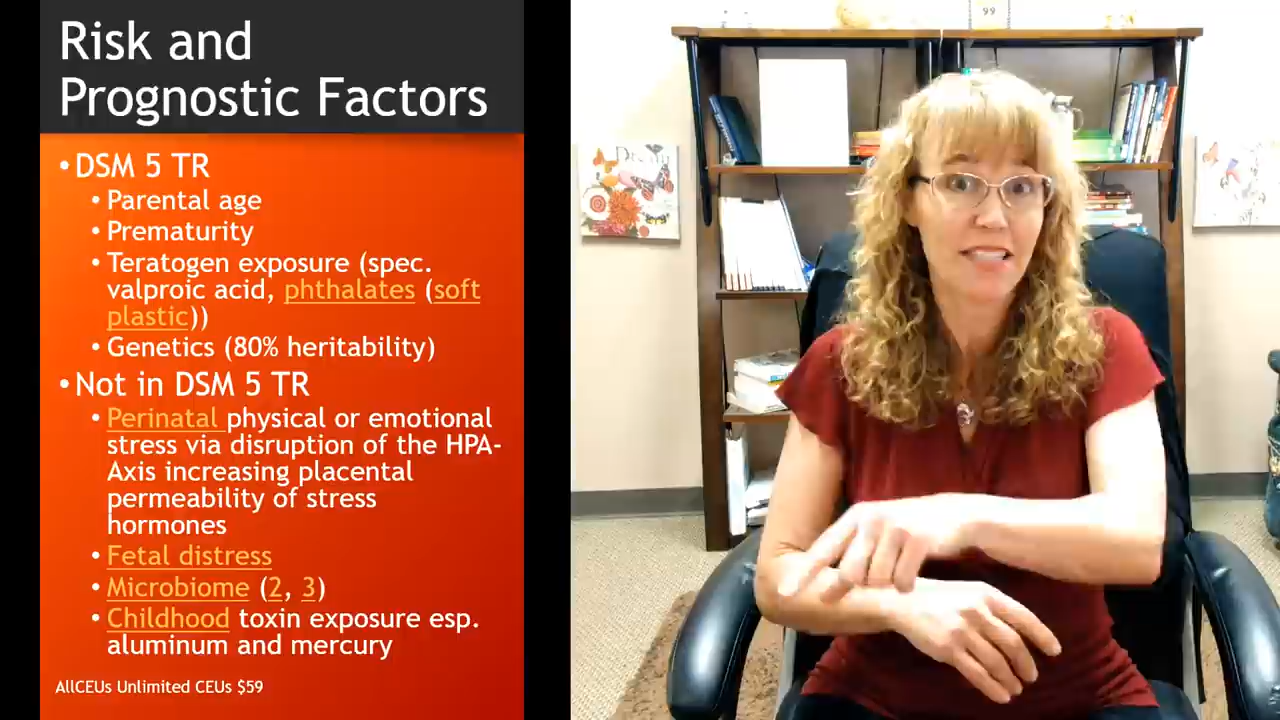 Risk and
Prognostic Factors
• DSM 5 TR
• Parental age
• Prematurity
• Teratogen exposure (spec.
valproic acid, phthalates (soft
plastic))
• Genetics (80% heritability)
• Not in DSM 5 TR
• Perinatal physical or emotional
stress via disruption of the HPA-
Axis increasing placental
permeability of stress
hormones
• Fetal distress
• Microbiome (2, 3)
• Childhood toxin exposure esp.
aluminum and mercury
AllCEUs Unlimited CEUs $59
99